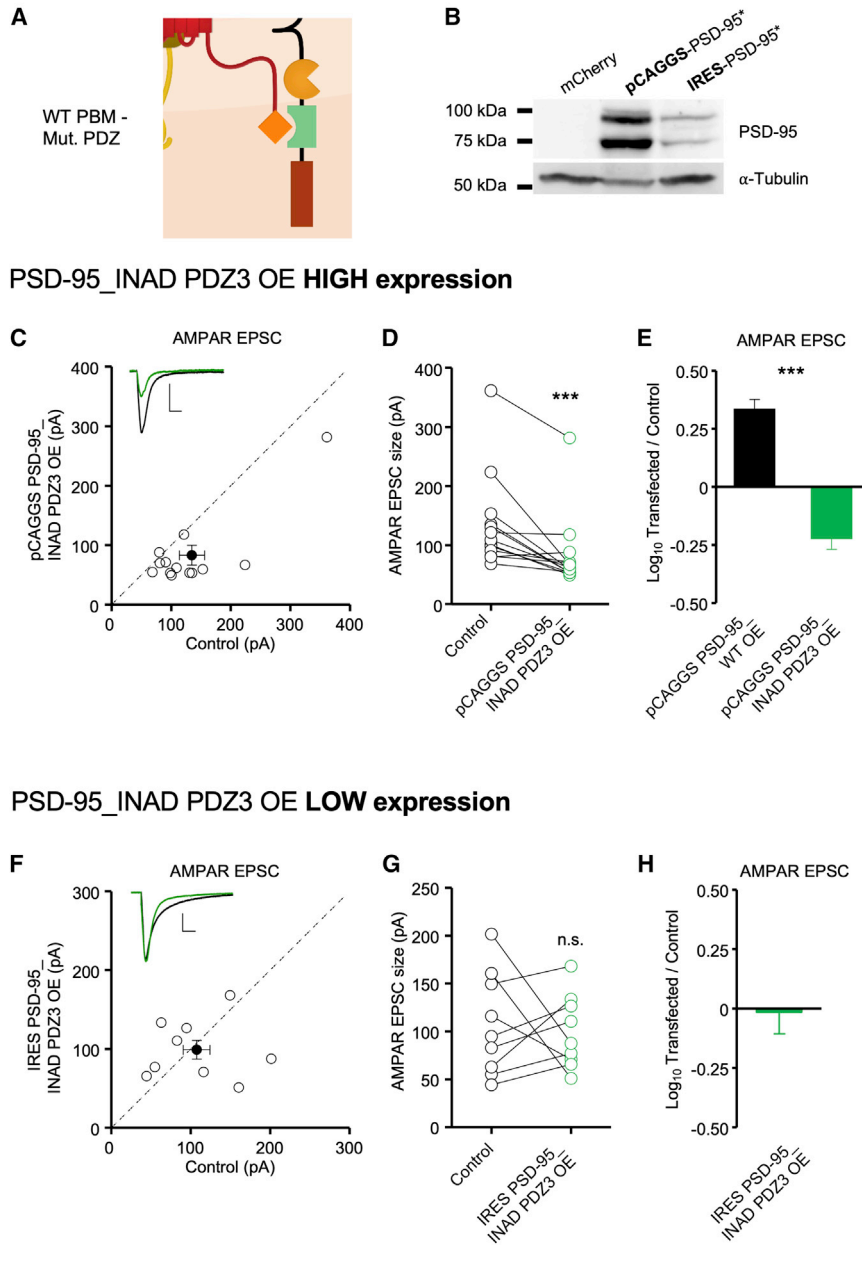 A
WT PBM -
Mut. PDZ
B
mCherry
pCAGGS-PSD-95*
IRES-PSD-95*
100 kDa
75 kDa
50 kDa
PSD-95
α-Tubulin
PSD-95_INAD PDZ3 OE HIGH expression
C
AMPAR EPSC
pCAGGS PSD-95_
INAD PDZ3 OE (pA)
400
300
200
100
0
0 100 200 300 400
Control (pA)
D
AMPAR EPSC size (pA)
400
300
200
100
0
***
Control
pCAGGS PSD-95_
INAD PDZ3 OE
E
AMPAR EPSC
***
Log10 Transfected / Control
0.50
0.25
0
-0.25
-0.50
pCAGGS PSD-95_
WT OE
pCAGGS PSD-95_
INAD PDZ3 OE
PSD-95_INAD PDZ3 OE LOW expression
F
AMPAR EPSC
IRES PSD-95_
INAD PDZ3 OE (pA)
300
200
100
0
0 100 200 300
Control (pA)
G
AMPAR EPSC size (pA)
250
200
150
100
50
0
n.s.
Control
IRES PSD-95_
INAD PDZ3 OE
H
AMPAR EPSC
Log10 Transfected / Control
0.50
0.25
0
-0.25
-0.50
IRES PSD-95_
INAD PDZ3 OE